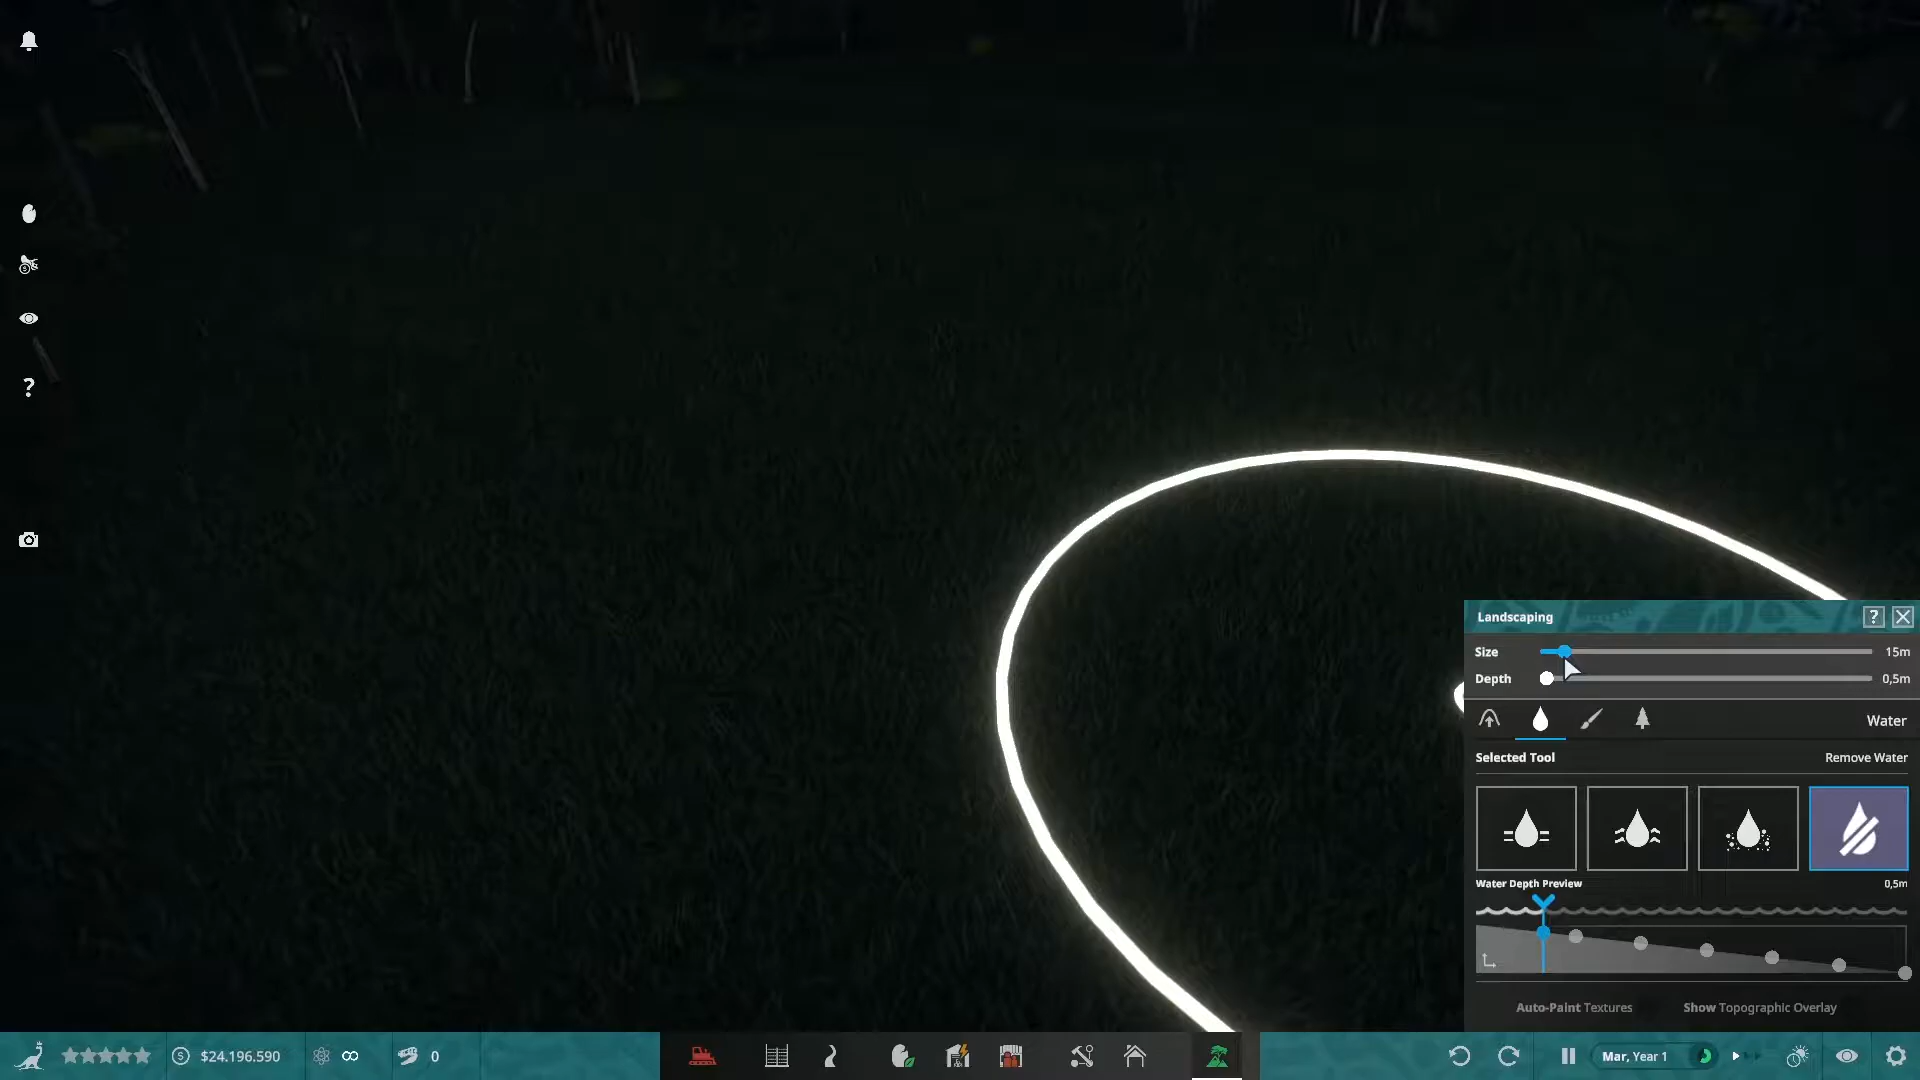 Landscaping
?
Size 15m
Depth 0,5m
Water
Selected Tool Remove Water
Water Depth Preview 0,5m
Auto-Paint Textures Show Topographic Overlay
?
$24.196.590 ∞ 0 Mar, Year 1